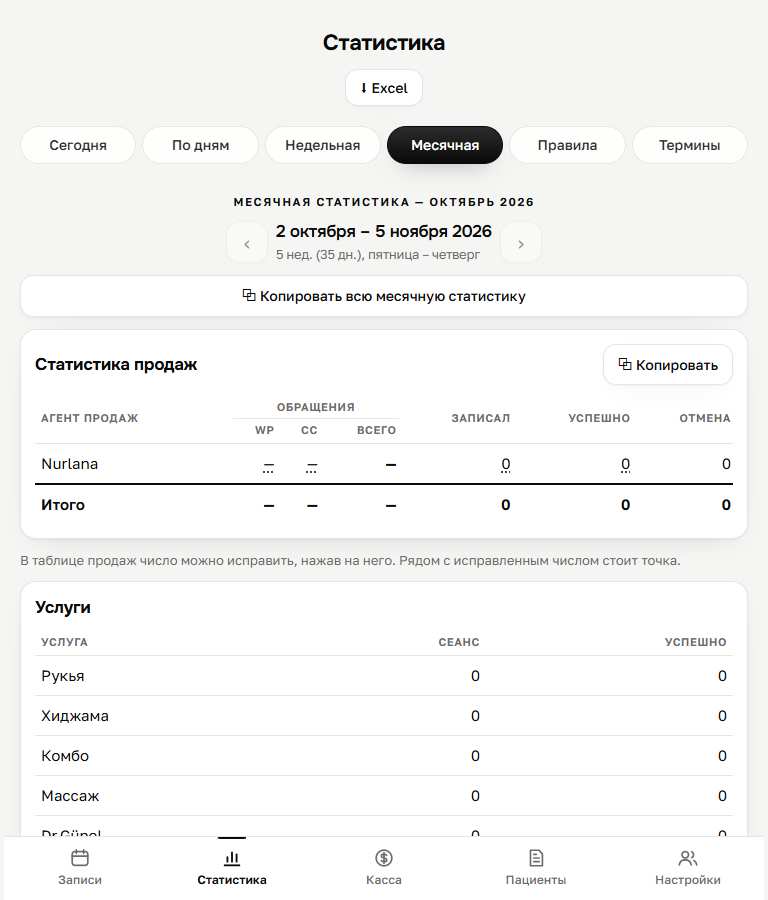 Статистика
⬇ Excel
Сегодня По дням Недельная Месячная Правила Термины
МЕСЯЧНАЯ СТАТИСТИКА — ОКТЯБРЬ 2026
‹ 2 октября – 5 ноября 2026 ›
5 нед. (35 дн.), пятница – четверг
Копировать всю месячную статистику
Статистика продаж Копировать
АГЕНТ ПРОДАЖ ОБРАЩЕНИЯ ЗАПИСАЛ УСПЕШНО ОТМЕНА
WP CC ВСЕГО
Nurlana — — — 0 0 0
Итого — — — 0 0 0
В таблице продаж число можно исправить, нажав на него. Рядом с исправленным числом стоит точка.
Услуги
УСЛУГА СЕАНС УСПЕШНО
Рукья 0 0
Хиджама 0 0
Комбо 0 0
Массаж 0 0
Dr.Günel 0 0
Записи Статистика Касса Пациенты Настройки